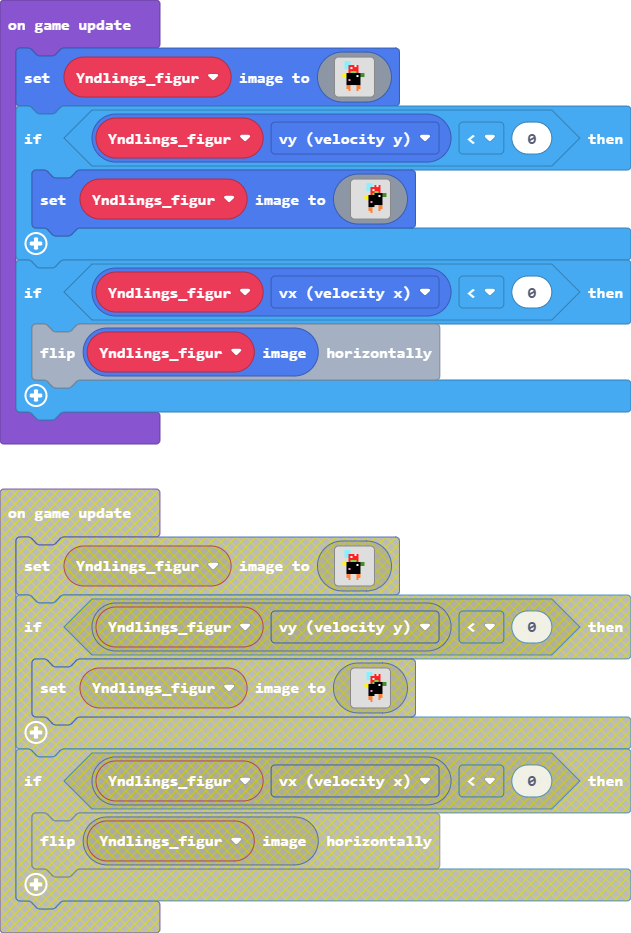 on game update
set Yndlings_figur image to
if Yndlings_figur vy (velocity y) < 0 then
set Yndlings_figur image to
if Yndlings_figur vx (velocity x) < 0 then
flip Yndlings_figur image horizontally
on game update
set Yndlings_figur image to
if Yndlings_figur vy (velocity y) < 0 then
set Yndlings_figur image to
if Yndlings_figur vx (velocity x) < 0 then
flip Yndlings_figur image horizontally